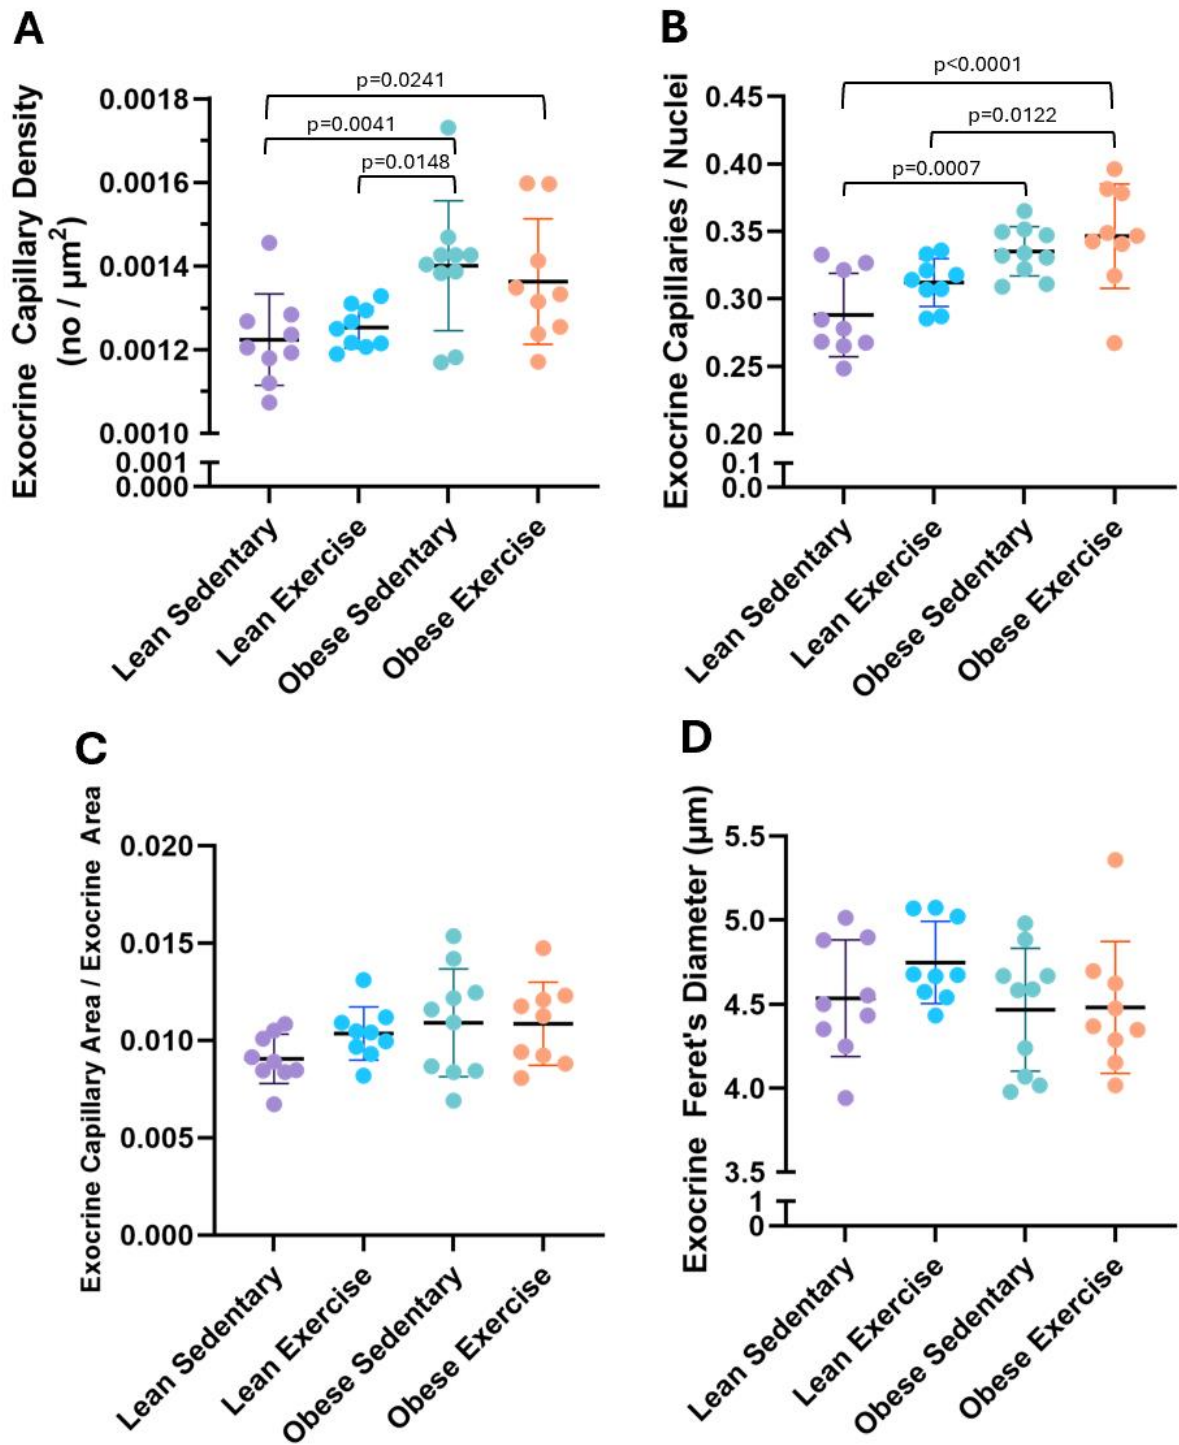 A
Exocrine Capillary Density
(no / µm²)
0.0018
0.0016
0.0014
0.0012
0.0010
0.001
0.000
p=0.0241
p=0.0041
p=0.0148
Lean Sedentary
Lean Exercise
Obese Sedentary
Obese Exercise
B
Exocrine Capillaries / Nuclei
0.45
0.40
0.35
0.30
0.25
0.20
0.1
0.0
p<0.0001
p=0.0122
p=0.0007
Lean Sedentary
Lean Exercise
Obese Sedentary
Obese Exercise
C
Exocrine Capillary Area / Exocrine Area
0.020
0.015
0.010
0.005
0.000
Lean Sedentary
Lean Exercise
Obese Sedentary
Obese Exercise
D
Exocrine Feret's Diameter (µm)
5.5
5.0
4.5
4.0
3.5
1
0
Lean Sedentary
Lean Exercise
Obese Sedentary
Obese Exercise